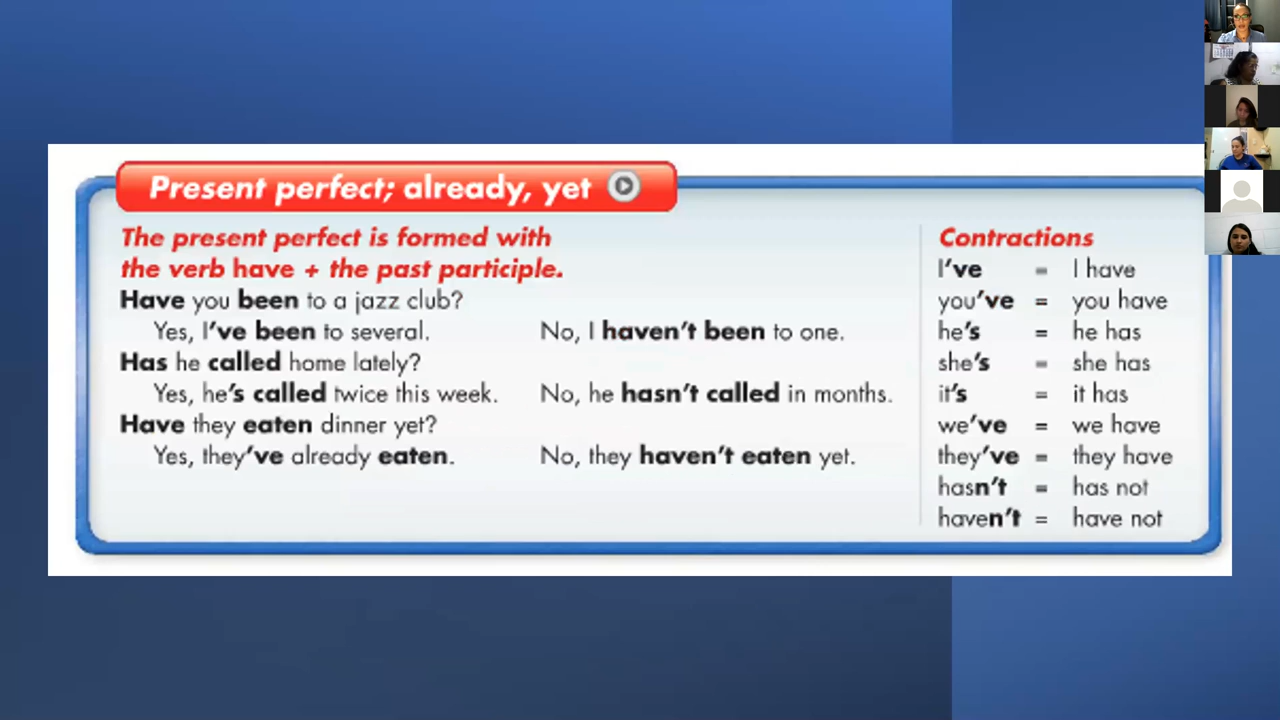 Present perfect; already, yet
The present perfect is formed with
the verb have + the past participle.
Have you been to a jazz club?
Yes, I've been to several. No, I haven't been to one.
Has he called home lately?
Yes, he's called twice this week. No, he hasn't called in months.
Have they eaten dinner yet?
Yes, they've already eaten. No, they haven't eaten yet.
Contractions
I've = I have
you've = you have
he's = he has
she's = she has
it's = it has
we've = we have
they've = they have
hasn't = has not
haven't = have not